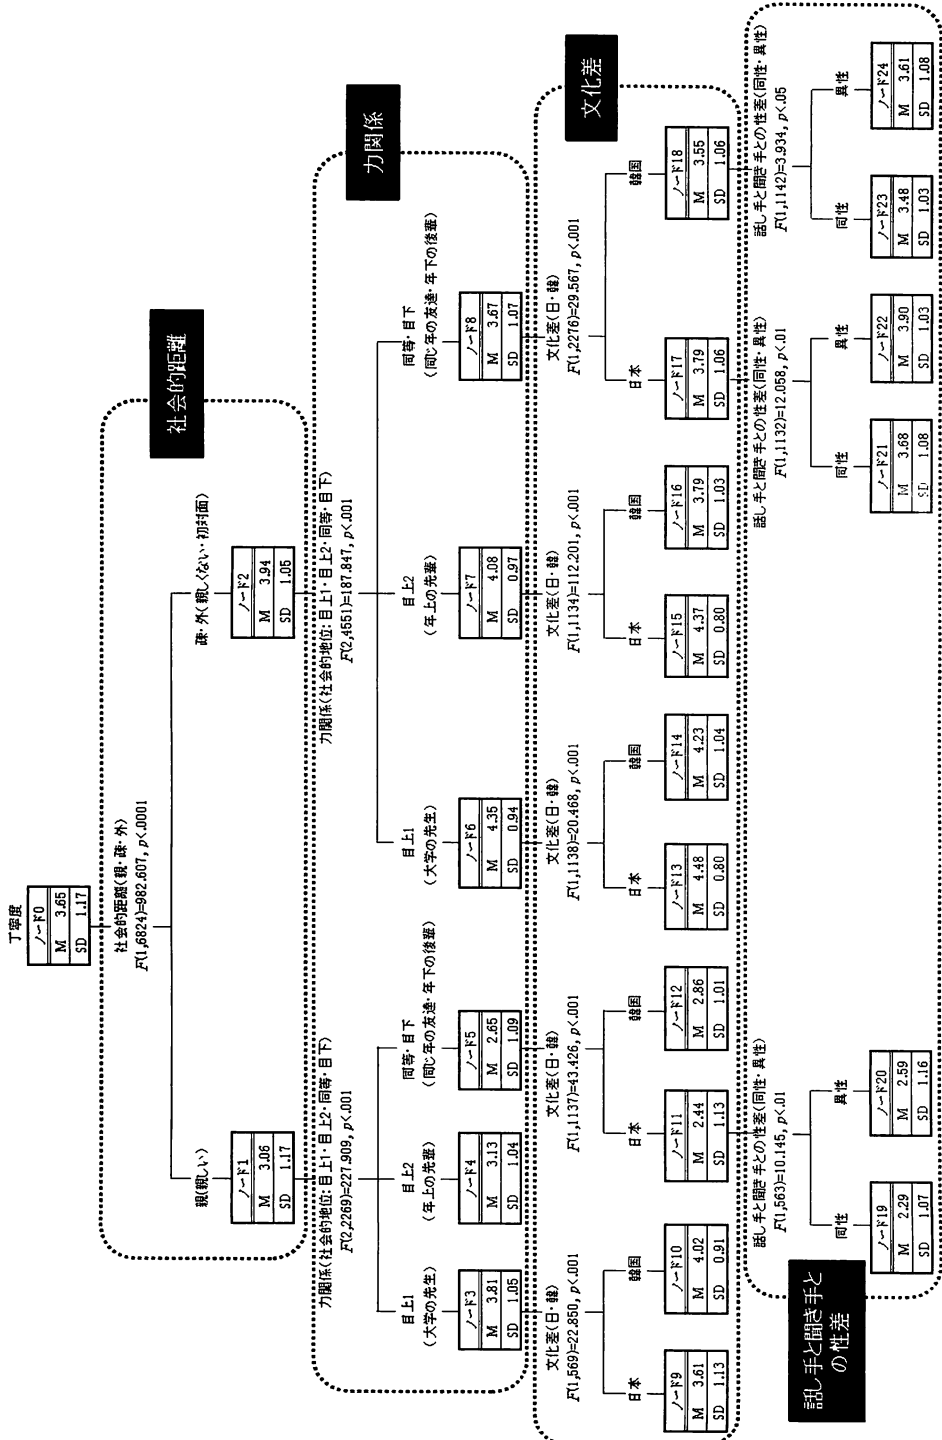 丁寧度
ノード0
M 3.65
SD 1.17
社会的距離
社会的距離(親・疎・外)
F(1,6824)=982.607, p<.0001
親(親しい)
ノード1
M 3.06
SD 1.17
疎・外(親しくない・初対面)
ノード2
M 3.94
SD 1.05
力関係
力関係(社会的地位:目上1・目上2・同等・目下)
F(2,2269)=227.909, p<.001
目上1
(大学の先生)
ノード3
M 3.81
SD 1.05
目上2
(年上の先輩)
ノード4
M 3.13
SD 1.04
同等・目下
(同じ年の友達・年下の後輩)
ノード5
M 2.65
SD 1.09
力関係(社会的地位:目上1・目上2・同等・目下)
F(2,4551)=187.847, p<.001
目上1
(大学の先生)
ノード6
M 4.35
SD 0.94
目上2
(年上の先輩)
ノード7
M 4.08
SD 0.97
同等・目下
(同じ年の友達・年下の後輩)
ノード8
M 3.67
SD 1.07
文化差
文化差(日・韓)
F(1,569)=22.850, p<.001
日本
ノード9
M 3.61
SD 1.13
韓国
ノード10
M 4.02
SD 0.91
文化差(日・韓)
F(1,1137)=43.426, p<.001
日本
ノード11
M 2.44
SD 1.13
韓国
ノード12
M 2.86
SD 1.01
文化差(日・韓)
F(1,1138)=20.468, p<.001
日本
ノード13
M 4.48
SD 0.80
韓国
ノード14
M 4.23
SD 1.04
文化差(日・韓)
F(1,1134)=112.201, p<.001
日本
ノード15
M 4.37
SD 0.80
韓国
ノード16
M 3.79
SD 1.03
文化差(日・韓)
F(1,2276)=29.567, p<.001
日本
ノード17
M 3.79
SD 1.06
韓国
ノード18
M 3.55
SD 1.06
話し手と聞き手と
の性差
話し手と聞き手との性差(同性・異性)
F(1,563)=10.145, p<.01
同性
ノード19
M 2.29
SD 1.07
異性
ノード20
M 2.59
SD 1.16
話し手と聞き手との性差(同性・異性)
F(1,1132)=12.058, p<.01
同性
ノード21
M 3.68
SD 1.08
異性
ノード22
M 3.90
SD 1.03
話し手と聞き手との性差(同性・異性)
F(1,1142)=3.934, p<.05
同性
ノード23
M 3.48
SD 1.03
異性
ノード24
M 3.61
SD 1.08